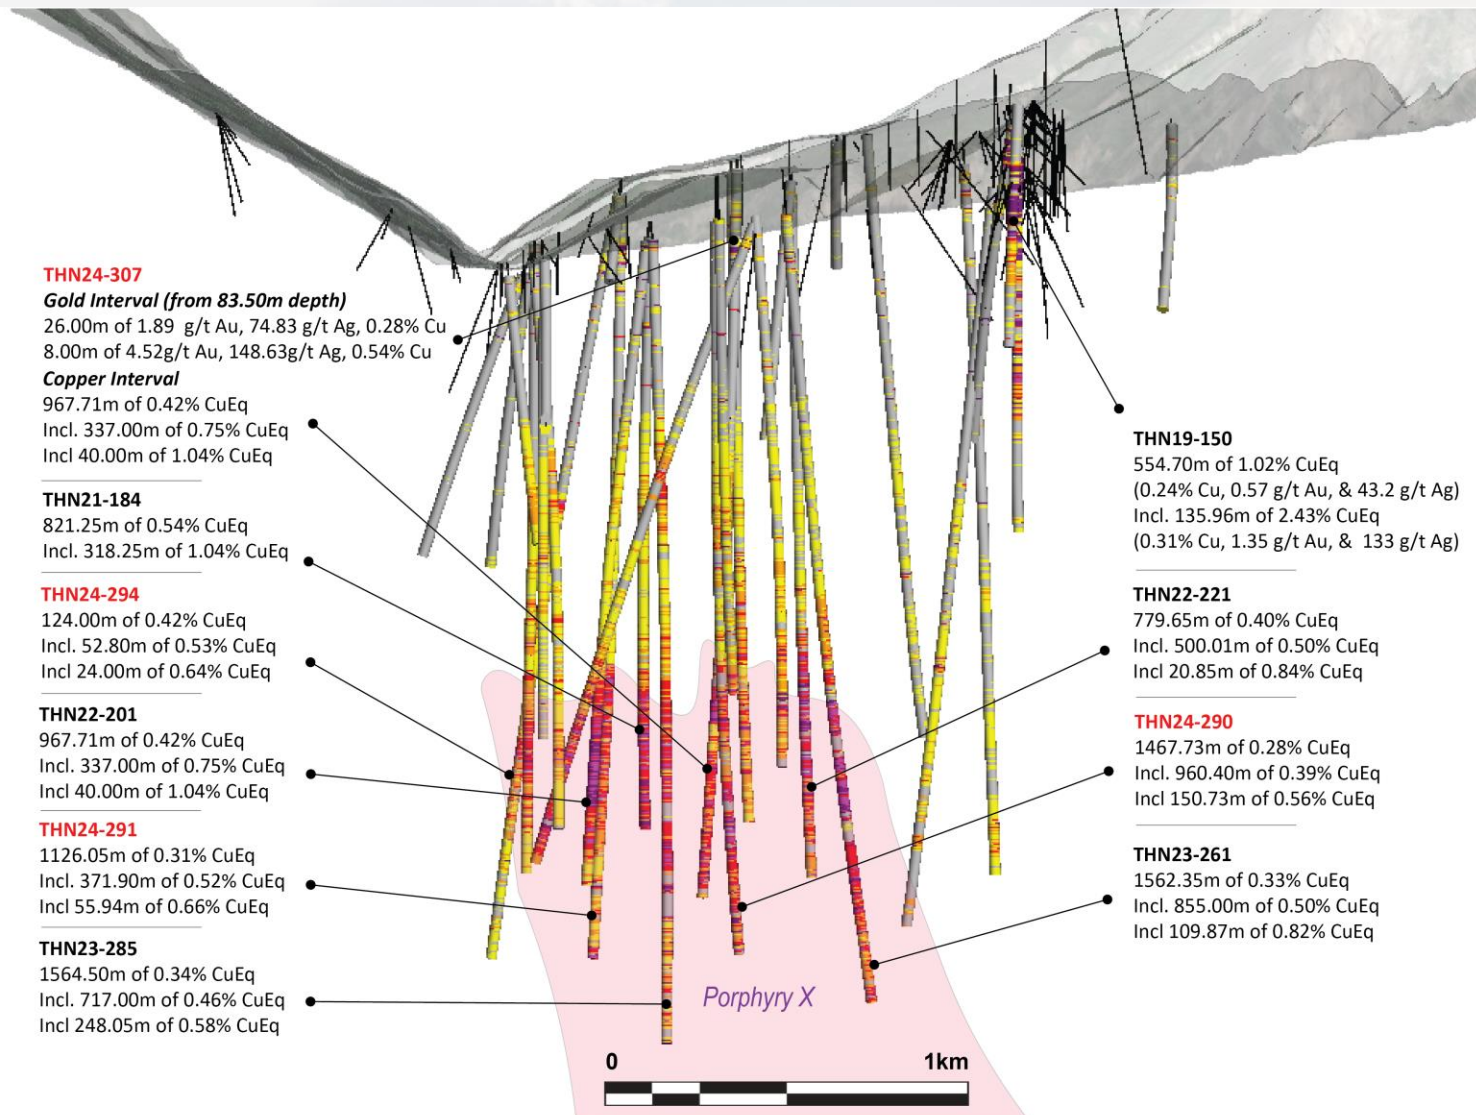 THN24-307
Gold Interval (from 83.50m depth)
26.00m of 1.89 g/t Au, 74.83 g/t Ag, 0.28% Cu
8.00m of 4.52g/t Au, 148.63g/t Ag, 0.54% Cu
Copper Interval
967.71m of 0.42% CuEq
Incl. 337.00m of 0.75% CuEq
Incl 40.00m of 1.04% CuEq
THN21-184
821.25m of 0.54% CuEq
Incl. 318.25m of 1.04% CuEq
THN24-294
124.00m of 0.42% CuEq
Incl. 52.80m of 0.53% CuEq
Incl 24.00m of 0.64% CuEq
THN22-201
967.71m of 0.42% CuEq
Incl. 337.00m of 0.75% CuEq
Incl 40.00m of 1.04% CuEq
THN24-291
1126.05m of 0.31% CuEq
Incl. 371.90m of 0.52% CuEq
Incl 55.94m of 0.66% CuEq
THN23-285
1564.50m of 0.34% CuEq
Incl. 717.00m of 0.46% CuEq
Incl 248.05m of 0.58% CuEq
THN19-150
554.70m of 1.02% CuEq
(0.24% Cu, 0.57 g/t Au, & 43.2 g/t Ag)
Incl. 135.96m of 2.43% CuEq
(0.31% Cu, 1.35 g/t Au, & 133 g/t Ag)
THN22-221
779.65m of 0.40% CuEq
Incl. 500.01m of 0.50% CuEq
Incl 20.85m of 0.84% CuEq
THN24-290
1467.73m of 0.28% CuEq
Incl. 960.40m of 0.39% CuEq
Incl 150.73m of 0.56% CuEq
THN23-261
1562.35m of 0.33% CuEq
Incl. 855.00m of 0.50% CuEq
Incl 109.87m of 0.82% CuEq
Porphyry X
0 1km